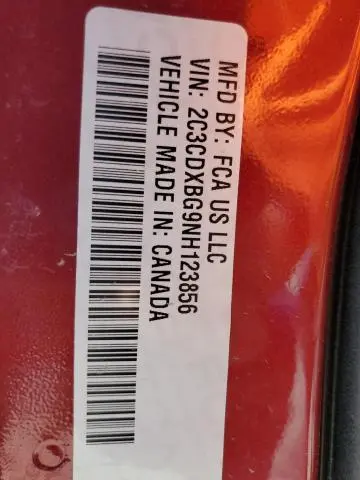 MFD BY: FCA US LLC
VIN: 2C3CDXBG9NH123856
VEHICLE MADE IN: CANADA